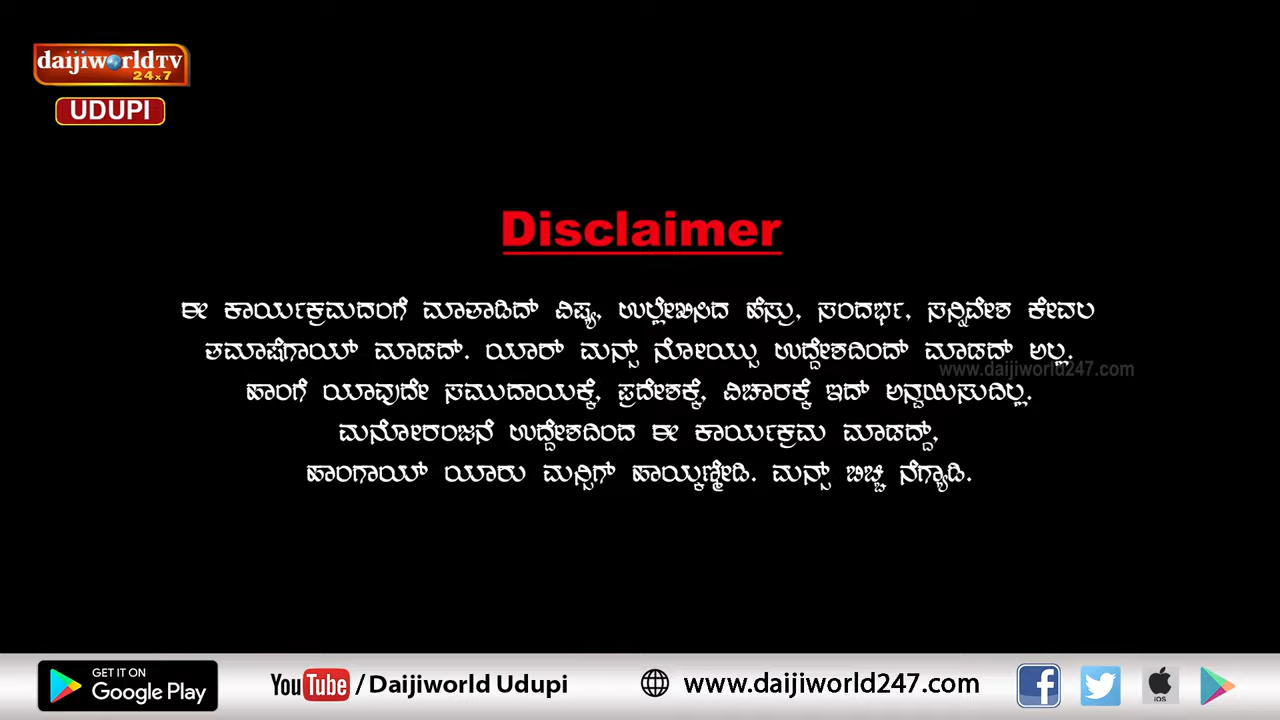 daijiworldTV
24x7
UDUPI
Disclaimer
ಈ ಕಾರ್ಯಕ್ರಮದಂಗೆ ಮಾತಾಡಿದ್ ವಿಷ್ಯ, ಉಲ್ಲೇಖಿಸಿದ ಹೆಸ್ರು, ಸಂದರ್ಭ, ಸನ್ನಿವೇಶ ಕೇವಲ
ತಮಾಷೆಗಾಯ್ ಮಾಡದ್. ಯಾರ್ ಮನ್ಸ್ ನೋಯ್ಸು ಉದ್ದೇಶದಿಂದ್ ಮಾಡದ್ ಅಲ್ಲ.
www.daijiworld247.com
ಹಾಂಗೆ ಯಾವುದೇ ಸಮುದಾಯಕ್ಕೆ, ಪ್ರದೇಶಕ್ಕೆ, ವಿಚಾರಕ್ಕೆ ಇದ್ ಅನ್ವಯಿಸುದಿಲ್ಲ.
ಮನೋರಂಜನೆ ಉದ್ದೇಶದಿಂದ ಈ ಕಾರ್ಯಕ್ರಮ ಮಾಡದ್ದ್,
ಹಾಂಗಾಯ್ ಯಾರು ಮನ್ಸಿಗ್ ಹಾಯ್ಕಣ್ಬೇಡಿ. ಮನ್ಸ್ ಬಿಚ್ಚಿ ನೆಗ್ಯಾಡಿ.
GET IT ON
Google Play
YouTube / Daijiworld Udupi
www.daijiworld247.com
iOS